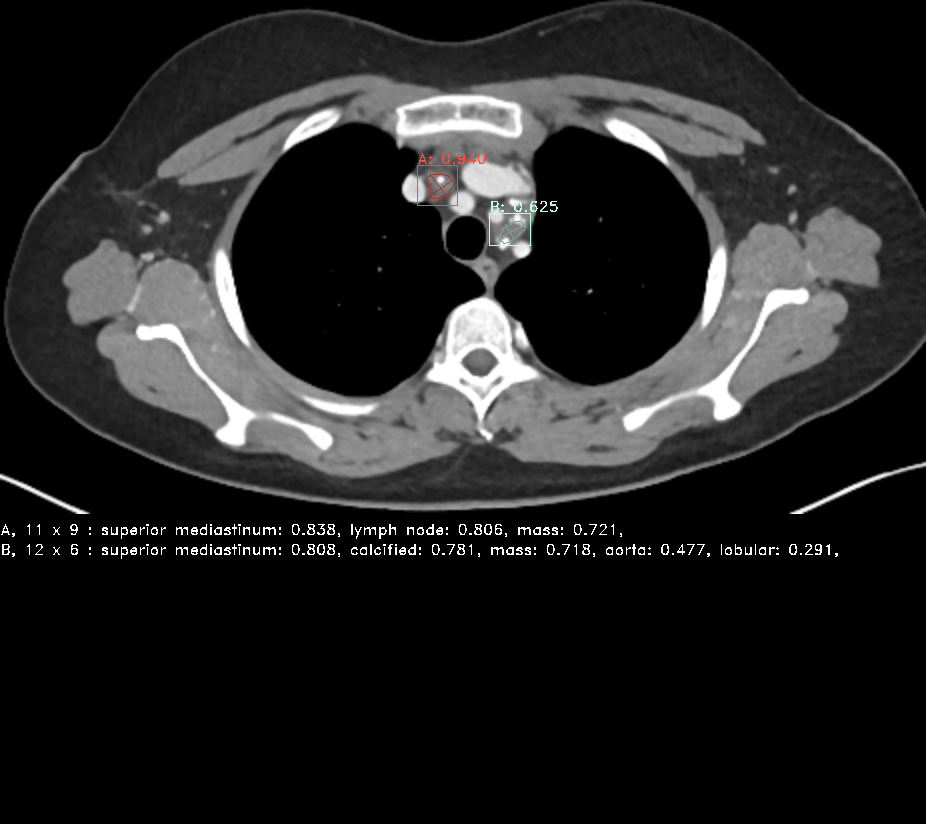 A: 0.940
B: 0.625
A, 11 x 9 : superior mediastinum: 0.838, lymph node: 0.806, mass: 0.721,
B, 12 x 6 : superior mediastinum: 0.808, calcified: 0.781, mass: 0.718, aorta: 0.477, lobular: 0.291,